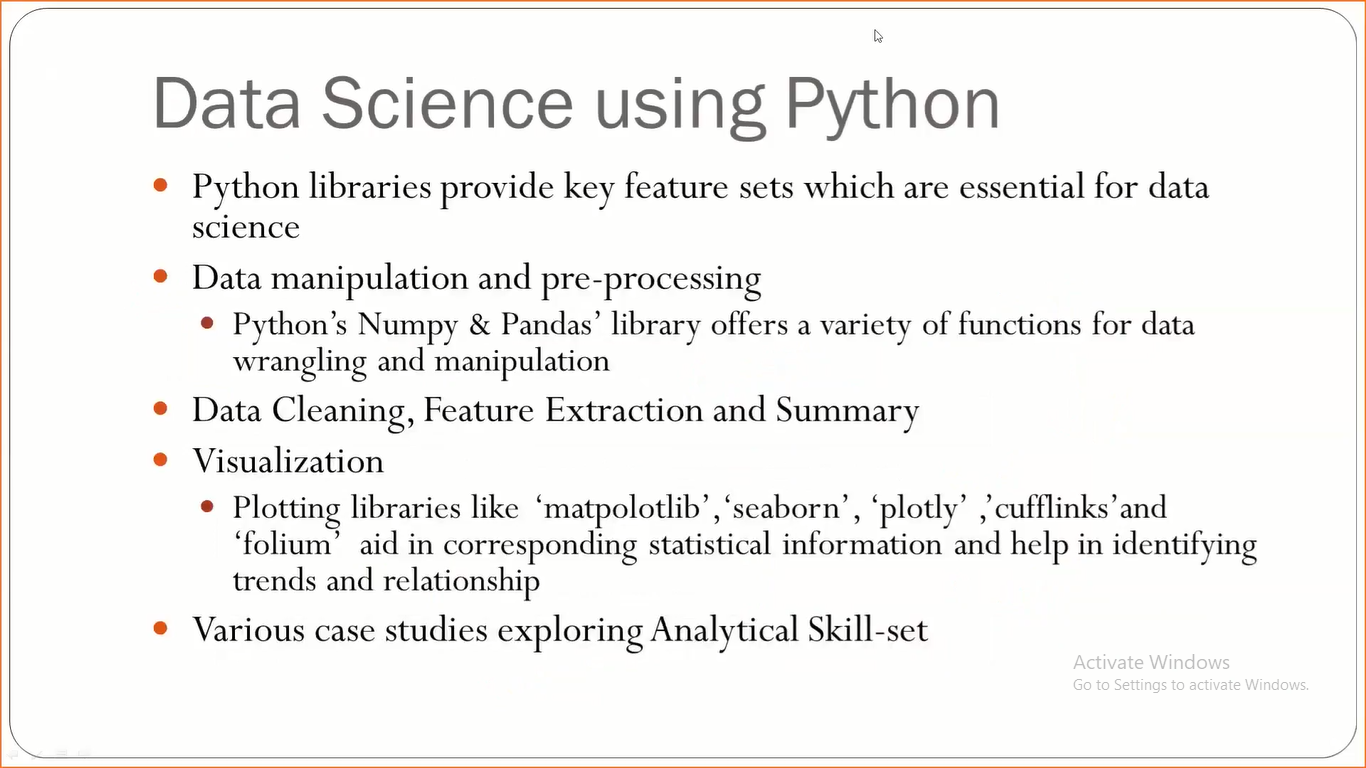 Data Science using Python
• Python libraries provide key feature sets which are essential for data
science
• Data manipulation and pre-processing
• Python’s Numpy & Pandas’ library offers a variety of functions for data
wrangling and manipulation
• Data Cleaning, Feature Extraction and Summary
• Visualization
• Plotting libraries like ‘matpolotlib’,‘seaborn’, ‘plotly’ ,’cufflinks’and
‘folium’ aid in corresponding statistical information and help in identifying
trends and relationship
• Various case studies exploring Analytical Skill-set
Activate Windows
Go to Settings to activate Windows.